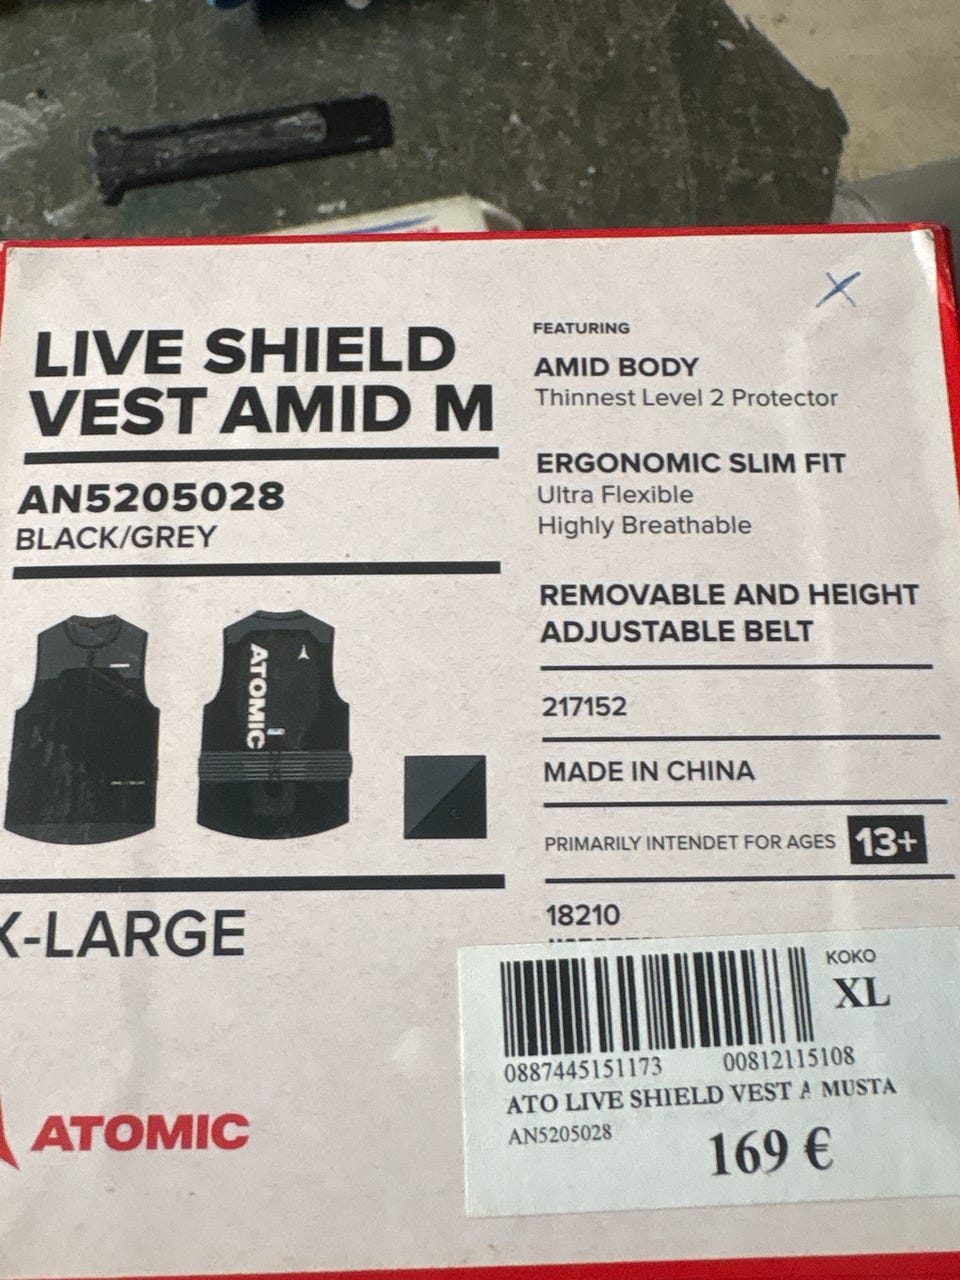 LIVE SHIELD
VEST AMID M
AN5205028
BLACK/GREY
ATOMIC
X-LARGE
ATOMIC
FEATURING
AMID BODY
Thinnest Level 2 Protector
ERGONOMIC SLIM FIT
Ultra Flexible
Highly Breathable
REMOVABLE AND HEIGHT
ADJUSTABLE BELT
217152
MADE IN CHINA
PRIMARILY INTENDET FOR AGES 13+
18210
KOKO
XL
0887445151173 00812115108
ATO LIVE SHIELD VEST A MUSTA
AN5205028
169 €